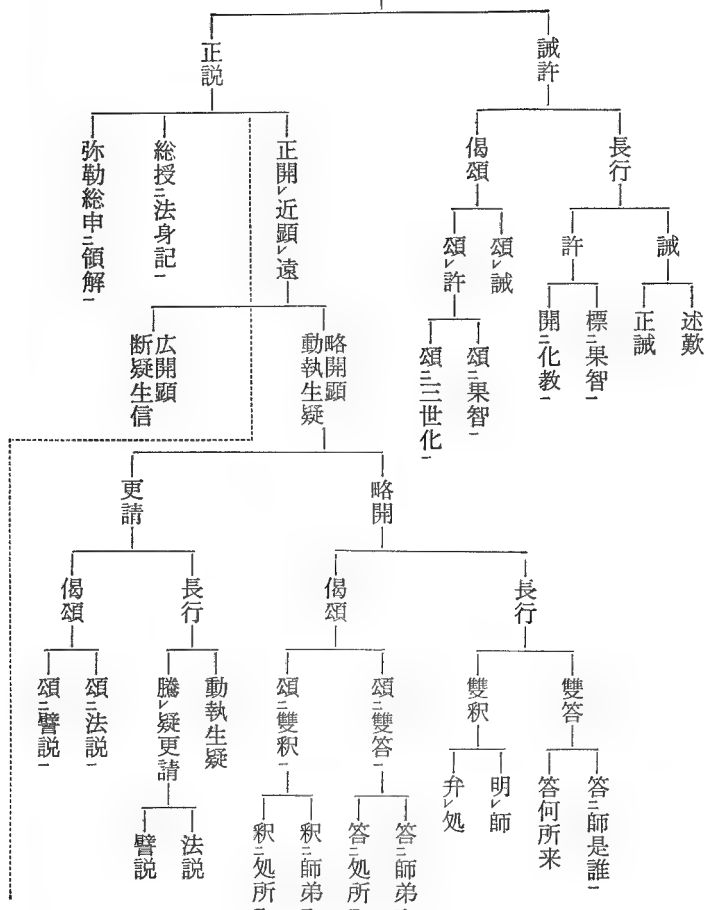 誡許
正説
長行
偈頌
正開㆑近顕㆑遠
総授㆓法身記㆒
弥勒総申㆓領解㆒
誡
許
頌㆑誡
頌㆑許
述歎
正誡
標㆓果智㆒
開㆓化教㆒
頌㆓果智㆒
頌㆓三世化㆒
略開顕
動執生疑
広開顕
断疑生信
略開
更請
長行
偈頌
長行
偈頌
雙答
雙釈
頌㆓雙答㆒
頌㆓雙釈㆒
動執生疑
騰㆑疑更請
頌㆓法説㆒
頌㆓譬説㆒
答㆓師是誰㆒
答何所来
明㆑師
弁㆑処
答㆓師弟
答㆓処所
釈㆓師弟
釈㆓処所
法説
譬説